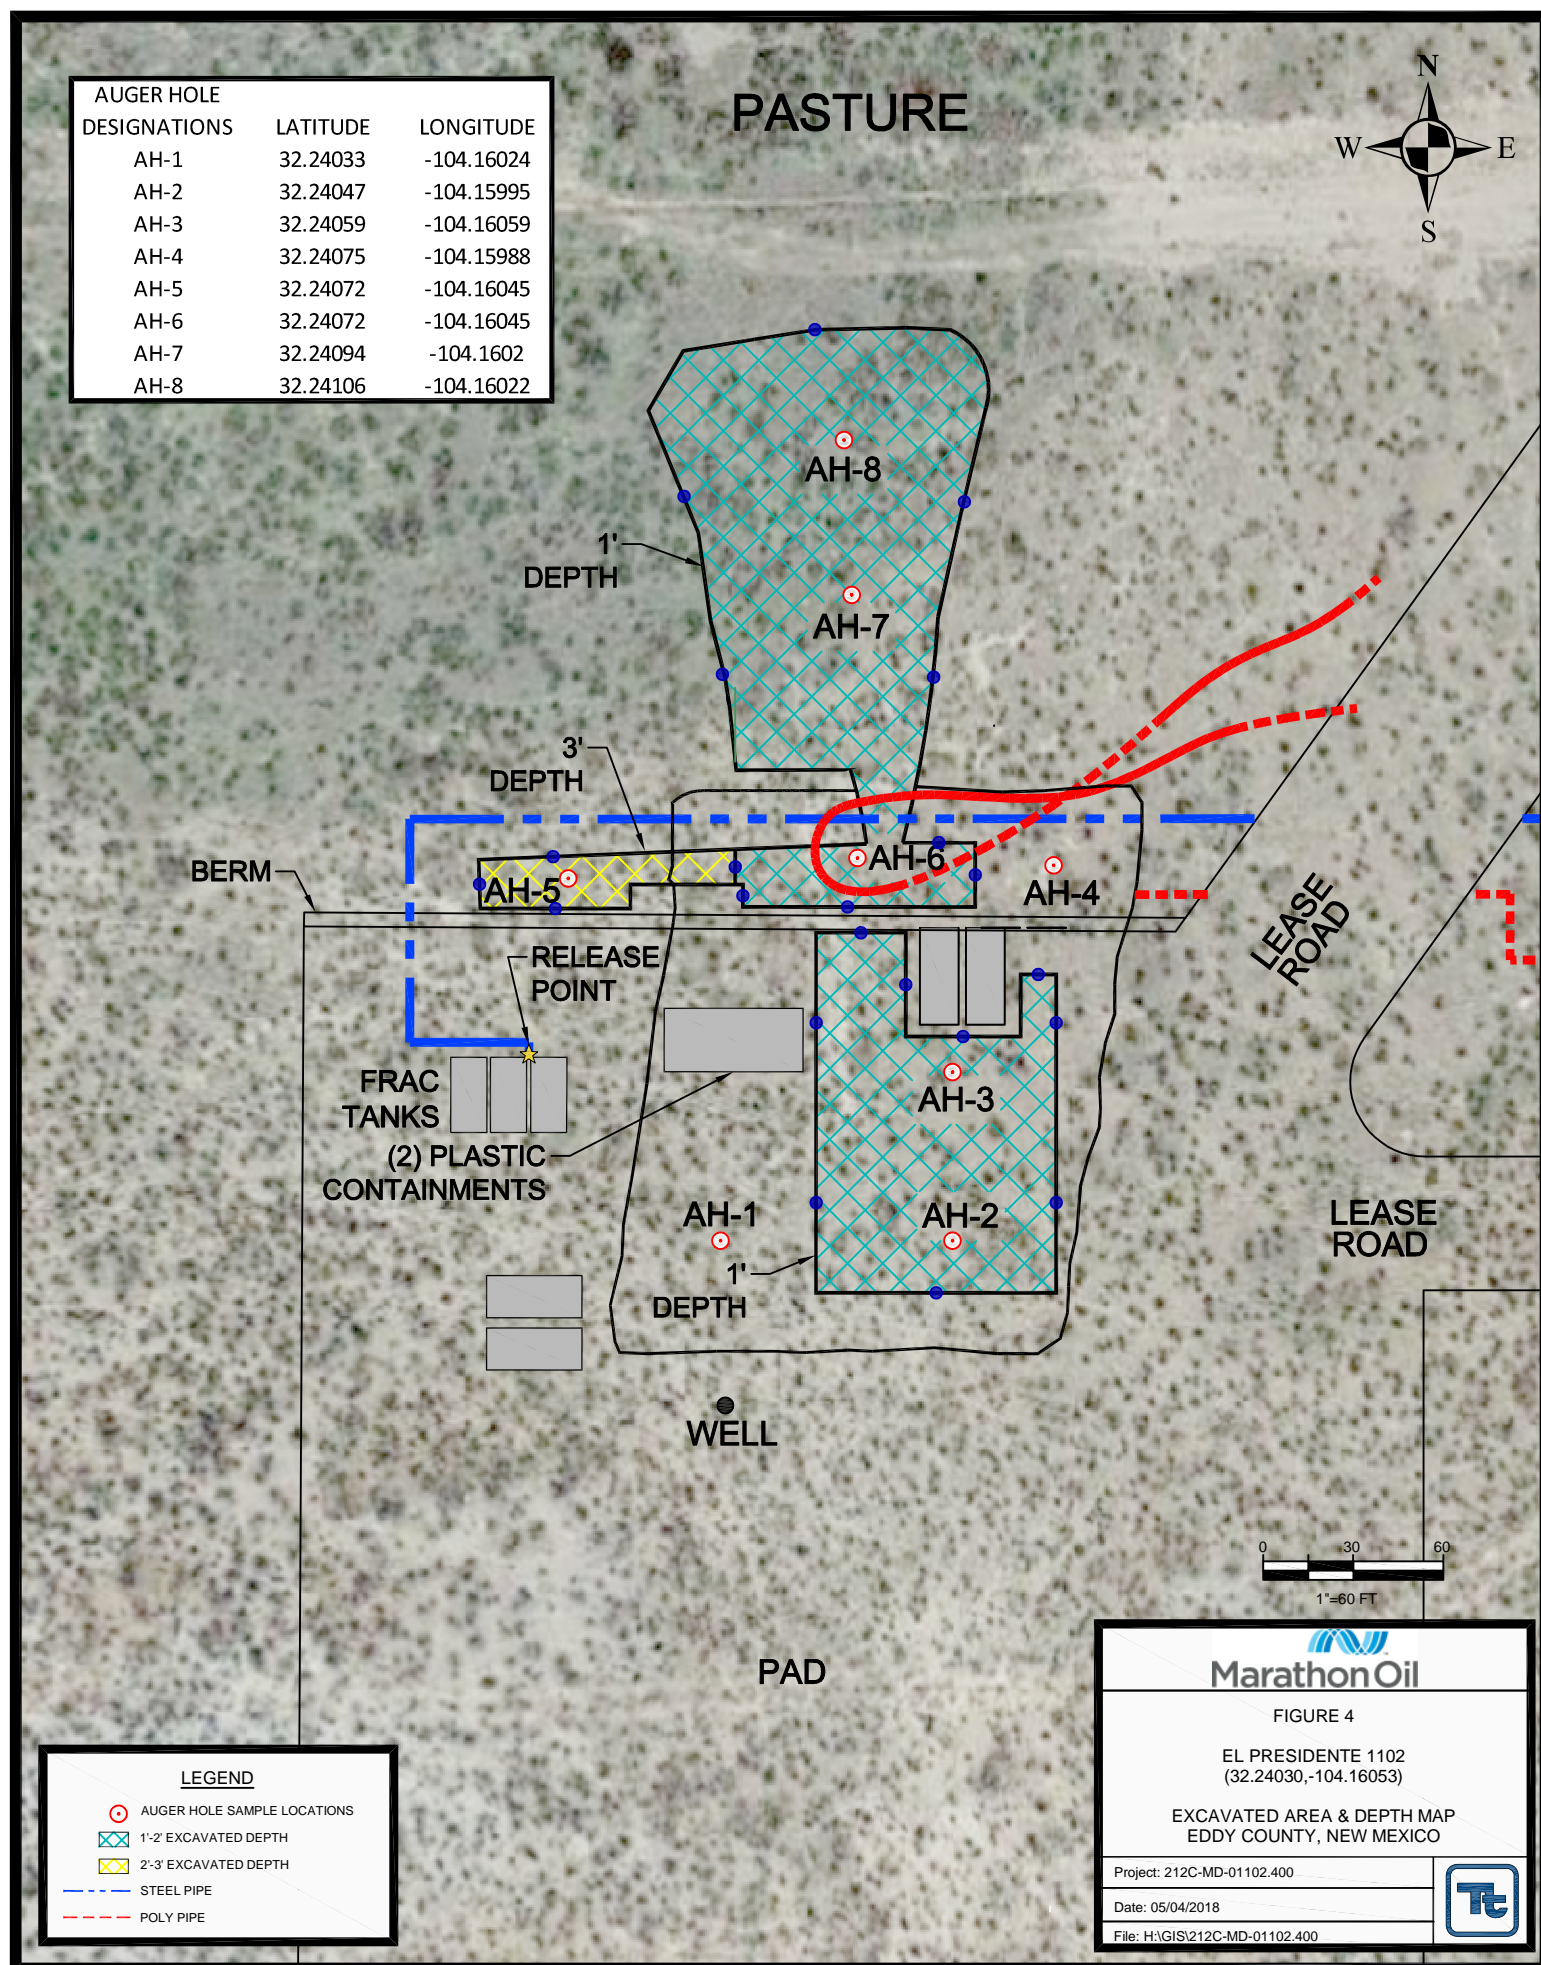 PASTURE
N
W
E
S
AUGER HOLE
DESIGNATIONS LATITUDE LONGITUDE
AH-1 32.24033 -104.16024
AH-2 32.24047 -104.15995
AH-3 32.24059 -104.16059
AH-4 32.24075 -104.15988
AH-5 32.24072 -104.16045
AH-6 32.24072 -104.16045
AH-7 32.24094 -104.1602
AH-8 32.24106 -104.16022
AH-8
1'
DEPTH
AH-7
3'
DEPTH
BERM
AH-5
AH-6
AH-4
LEASE
ROAD
RELEASE
POINT
FRAC
TANKS
(2) PLASTIC
CONTAINMENTS
AH-3
AH-1
AH-2
1'
DEPTH
LEASE
ROAD
WELL
0 30 60
1"=60 FT
PAD
Marathon Oil
FIGURE 4
EL PRESIDENTE 1102
(32.24030,-104.16053)
EXCAVATED AREA & DEPTH MAP
EDDY COUNTY, NEW MEXICO
Project: 212C-MD-01102.400
Date: 05/04/2018
File: H:\GIS\212C-MD-01102.400
Tt
LEGEND
AUGER HOLE SAMPLE LOCATIONS
1'-2' EXCAVATED DEPTH
2'-3' EXCAVATED DEPTH
STEEL PIPE
POLY PIPE